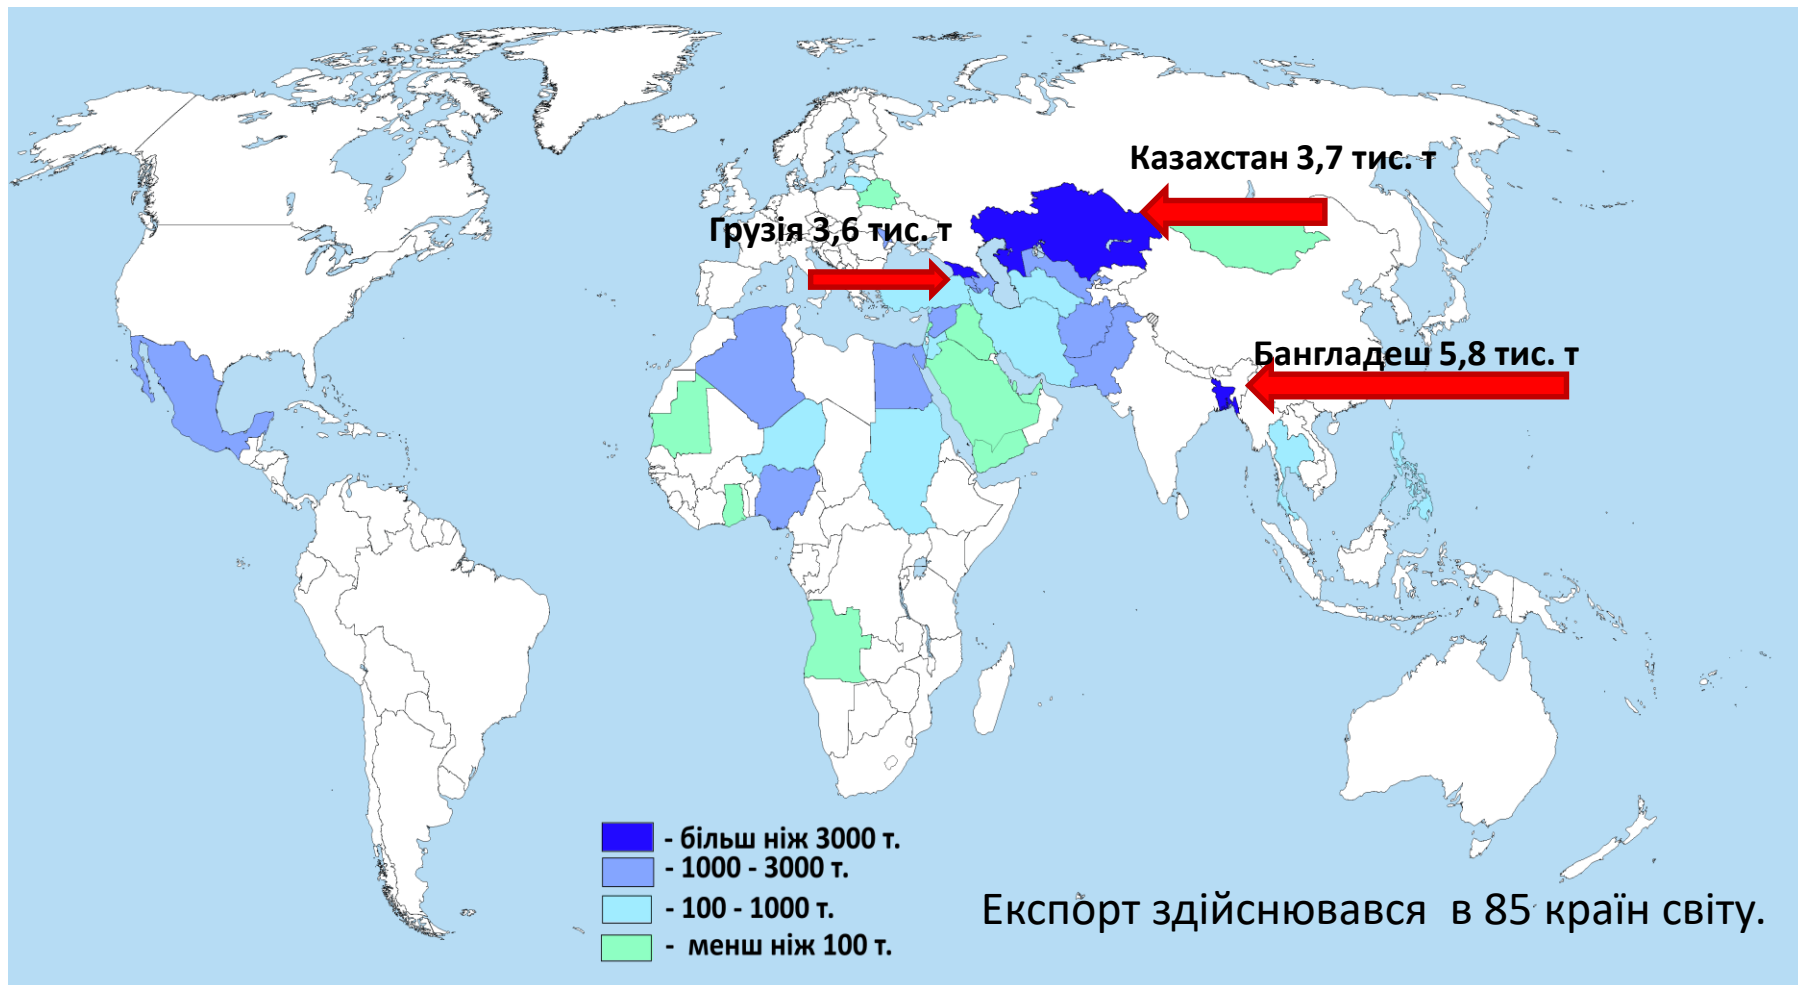 Казахстан 3,7 тис. т
Грузія 3,6 тис. т
Бангладеш 5,8 тис. т
- більш ніж 3000 т.
- 1000 - 3000 т.
- 100 - 1000 т.
- менш ніж 100 т.
Експорт здійснювався в 85 країн світу.